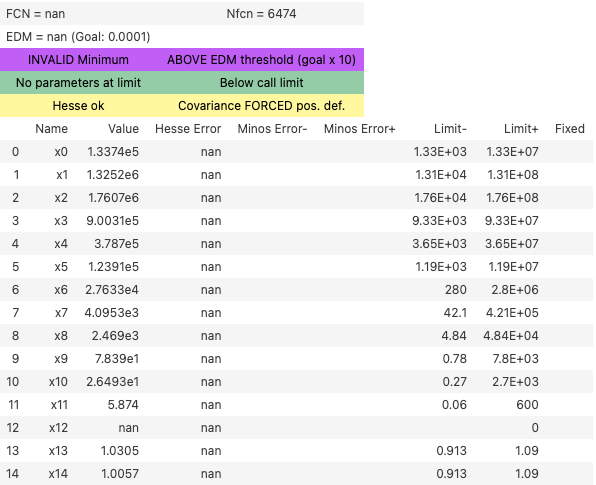 FCN = nan Nfcn = 6474
EDM = nan (Goal: 0.0001)
INVALID Minimum ABOVE EDM threshold (goal x 10)
No parameters at limit Below call limit
Hesse ok Covariance FORCED pos. def.
Name Value Hesse Error Minos Error- Minos Error+ Limit- Limit+ Fixed
0 x0 1.3374e5 nan 1.33E+03 1.33E+07
1 x1 1.3252e6 nan 1.31E+04 1.31E+08
2 x2 1.7607e6 nan 1.76E+04 1.76E+08
3 x3 9.0031e5 nan 9.33E+03 9.33E+07
4 x4 3.787e5 nan 3.65E+03 3.65E+07
5 x5 1.2391e5 nan 1.19E+03 1.19E+07
6 x6 2.7633e4 nan 280 2.8E+06
7 x7 4.0953e3 nan 42.1 4.21E+05
8 x8 2.469e3 nan 4.84 4.84E+04
9 x9 7.839e1 nan 0.78 7.8E+03
10 x10 2.6493e1 nan 0.27 2.7E+03
11 x11 5.874 nan 0.06 600
12 x12 nan nan 0
13 x13 1.0305 nan 0.913 1.09
14 x14 1.0057 nan 0.913 1.09